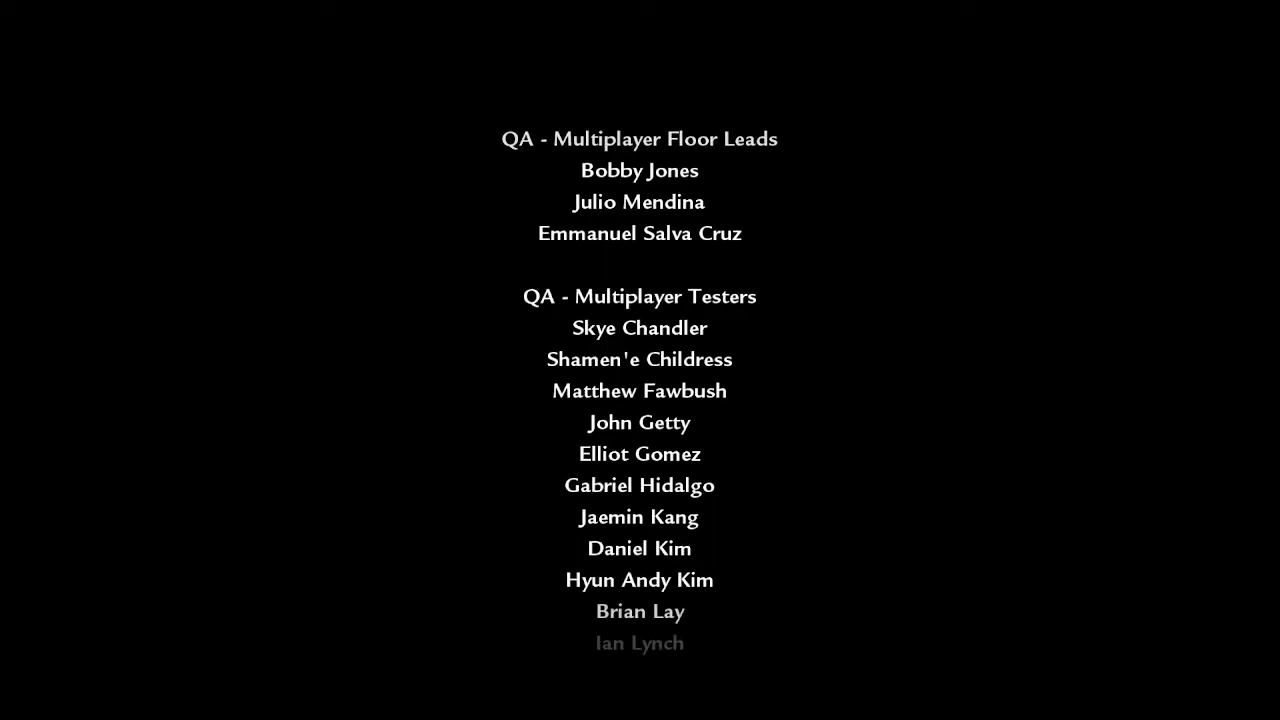 QA - Multiplayer Floor Leads
Bobby Jones
Julio Mendina
Emmanuel Salva Cruz
QA - Multiplayer Testers
Skye Chandler
Shamen'e Childress
Matthew Fawbush
John Getty
Elliot Gomez
Gabriel Hidalgo
Jaemin Kang
Daniel Kim
Hyun Andy Kim
Brian Lay
Ian Lynch